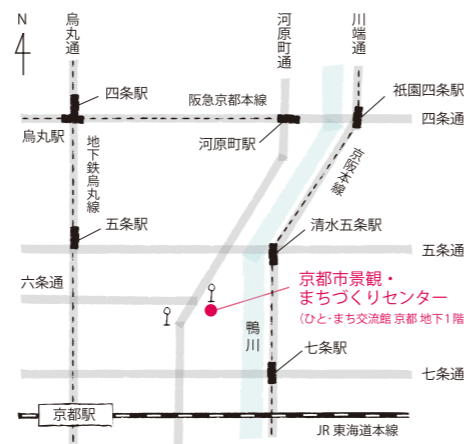 N
烏丸通
河原町通
川端通
四条駅
阪急京都本線
祇園四条駅
四条通
烏丸駅
河原町駅
地下鉄烏丸線
京阪本線
五条駅
清水五条駅
五条通
六条通
京都市景観・
まちづくりセンター
(ひと・まち交流館 京都 地下1階)
鴨川
七条駅
七条通
京都駅
JR 東海道本線